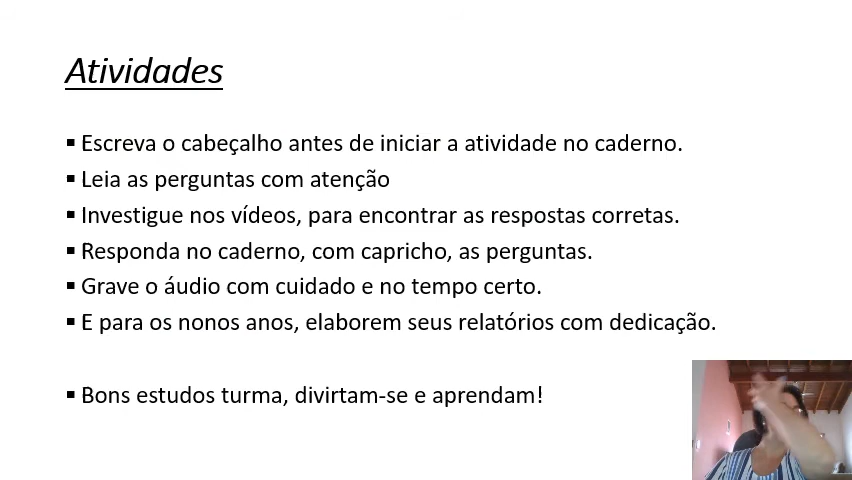 Atividades
▪ Escreva o cabeçalho antes de iniciar a atividade no caderno.
▪ Leia as perguntas com atenção
▪ Investigue nos vídeos, para encontrar as respostas corretas.
▪ Responda no caderno, com capricho, as perguntas.
▪ Grave o áudio com cuidado e no tempo certo.
▪ E para os nonos anos, elaborem seus relatórios com dedicação.
▪ Bons estudos turma, divirtam-se e aprendam!